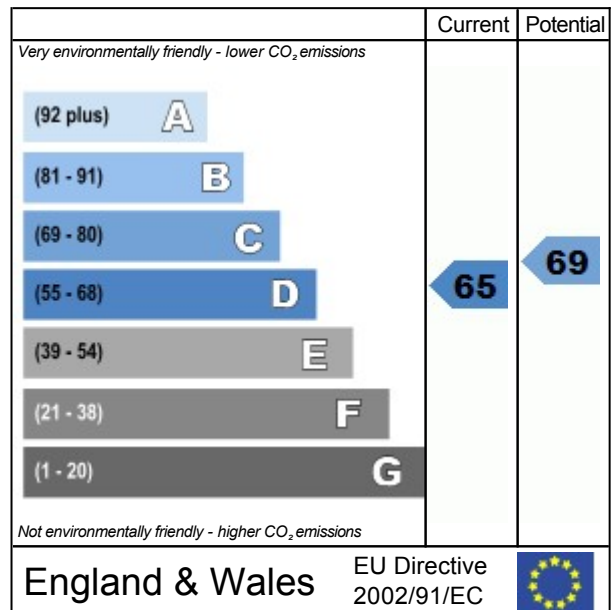 Current Potential
Very environmentally friendly - lower CO₂ emissions
(92 plus) A
(81 - 91) B
(69 - 80) C
(55 - 68) D
(39 - 54) E
(21 - 38) F
(1 - 20) G
65
69
Not environmentally friendly - higher CO₂ emissions
England & Wales
EU Directive
2002/91/EC